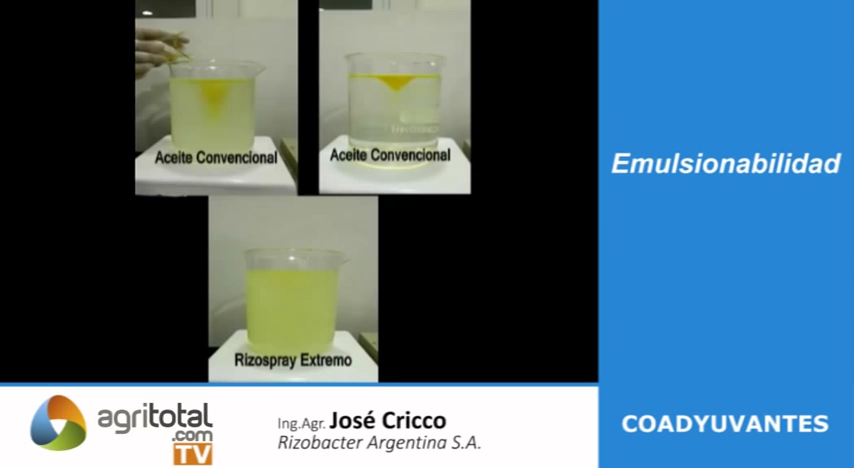 Aceite Convencional
Aceite Convencional
Rizospray Extremo
Emulsionabilidad
agritotal
.com
TV
Ing.Agr. José Cricco
Rizobacter Argentina S.A.
COADYUVANTES